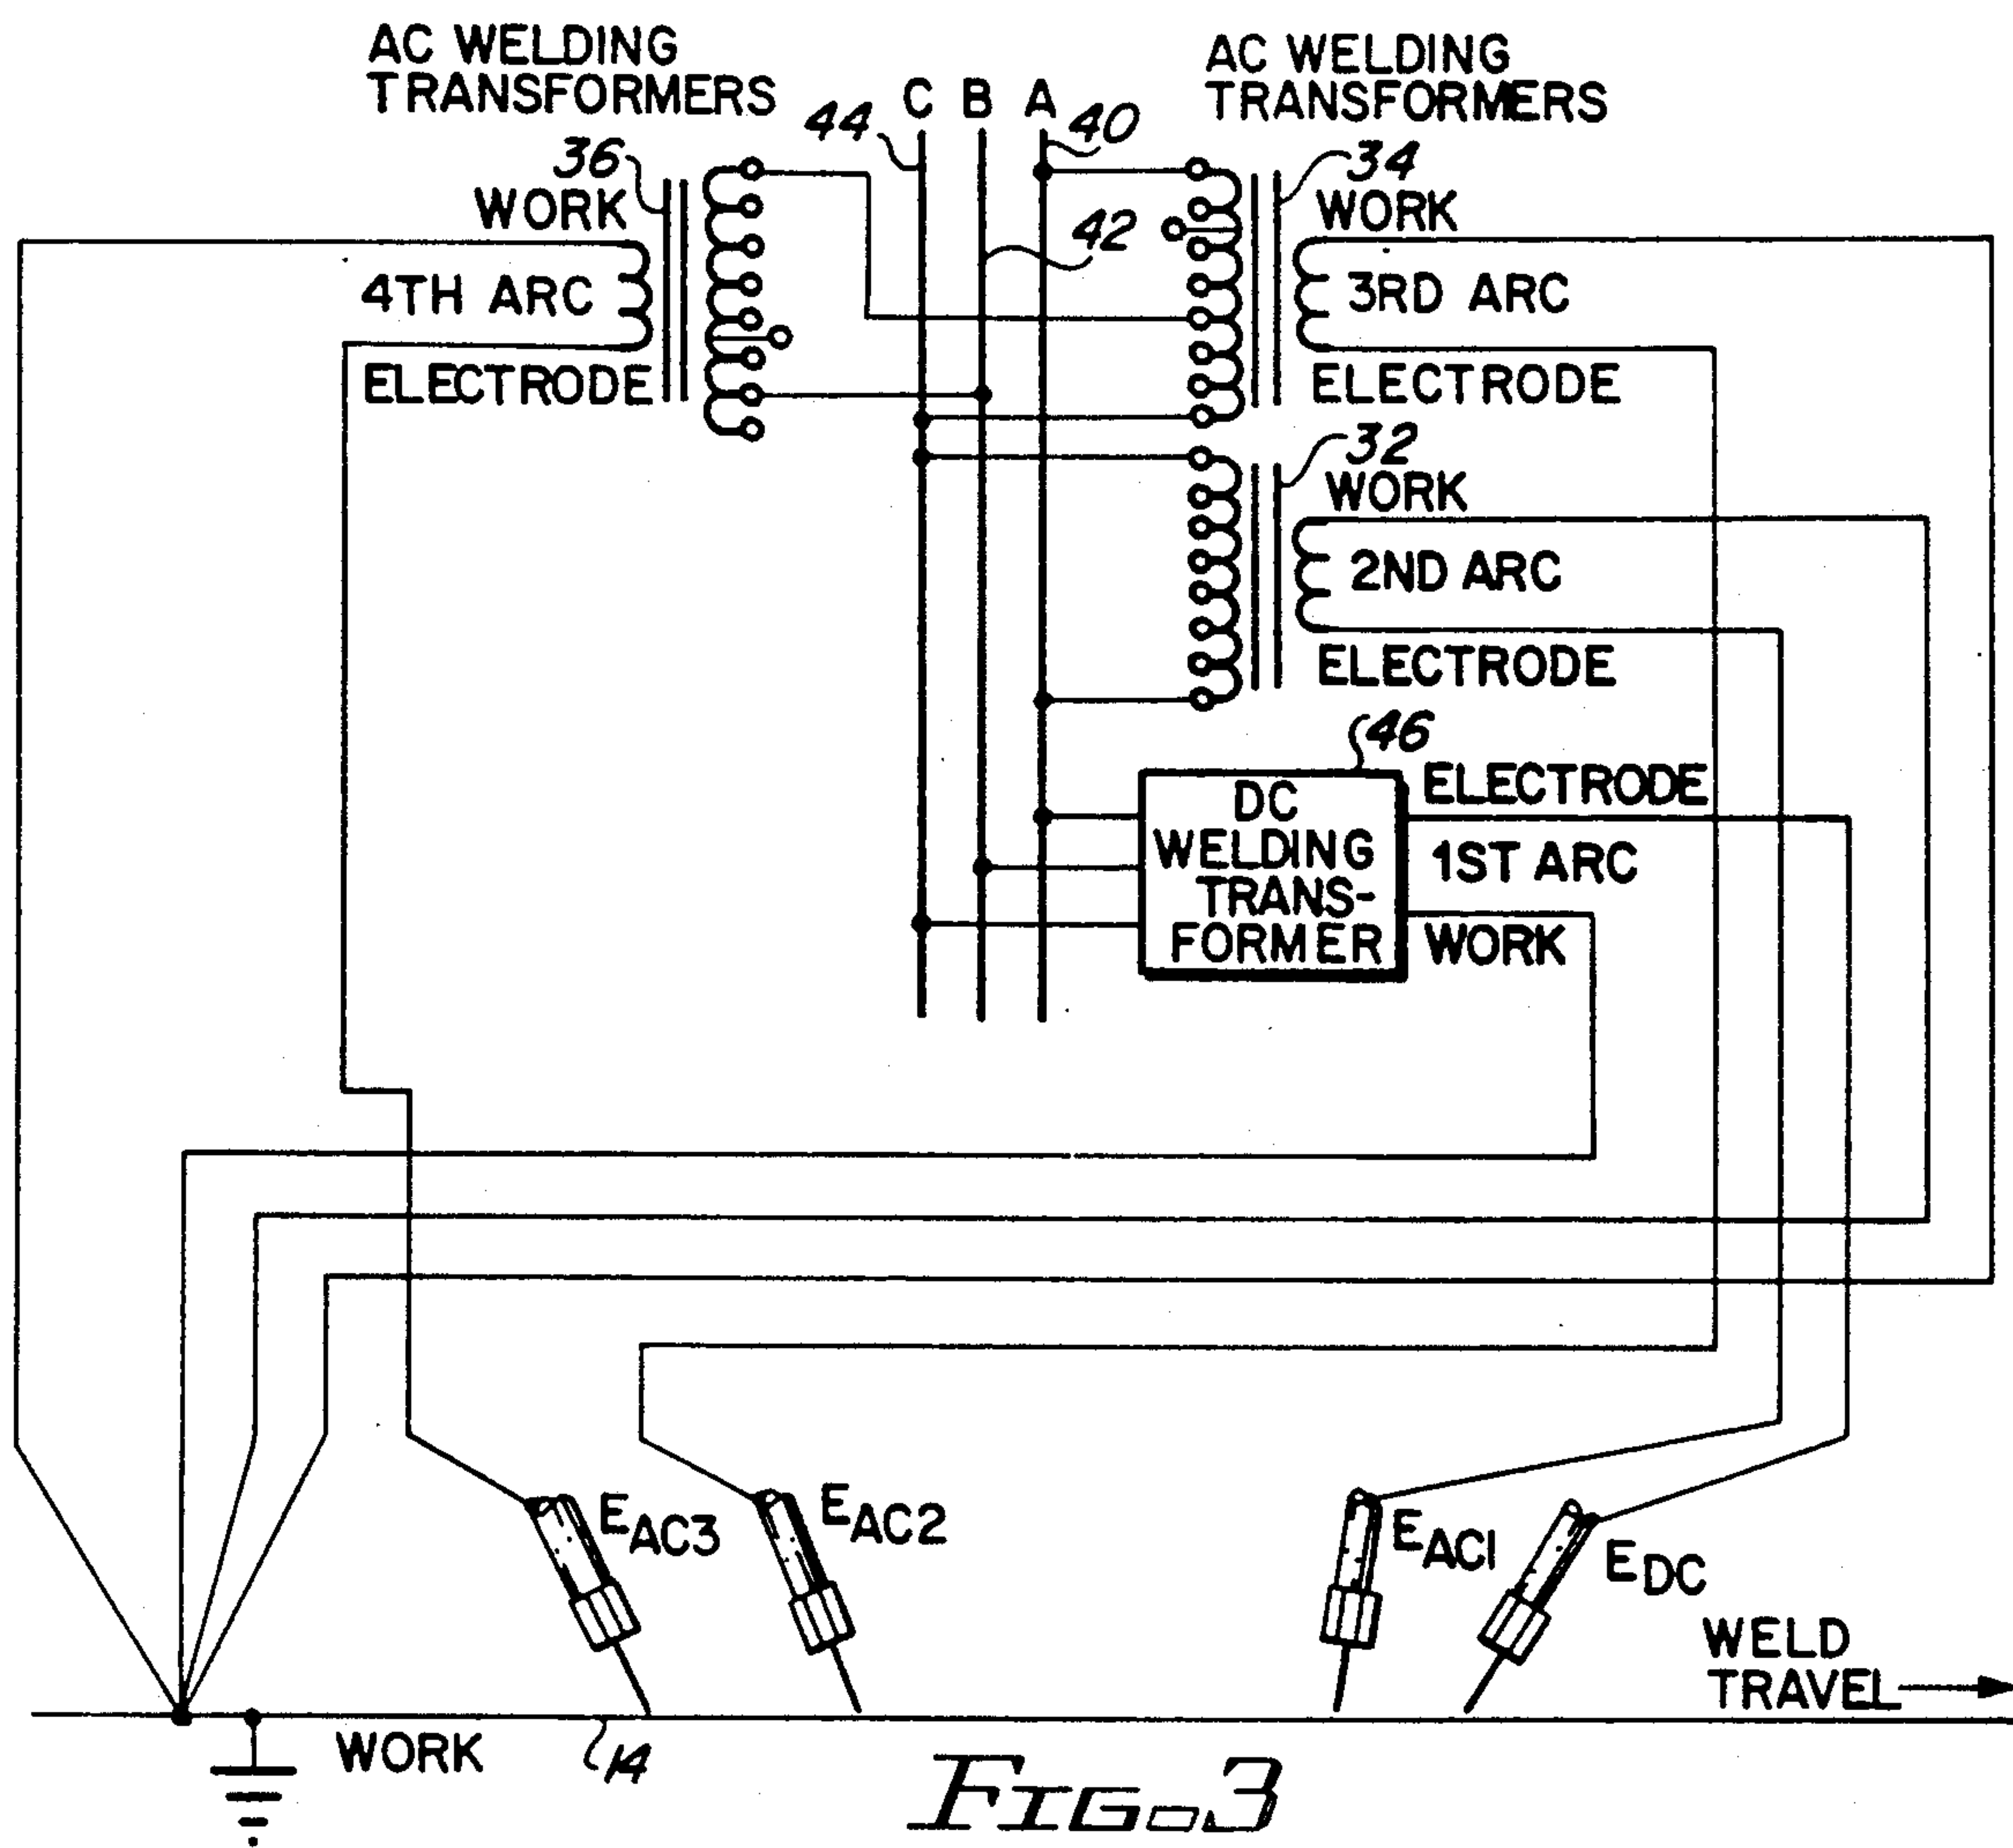 AC WELDING
TRANSFORMERS
AC WELDING
TRANSFORMERS
44
C B A
40
36
WORK
34
WORK
42
4TH ARC
3RD ARC
ELECTRODE
ELECTRODE
32
WORK
2ND ARC
ELECTRODE
46
DC
WELDING
TRANS-
FORMER
ELECTRODE
1ST ARC
WORK
EAC3
EAC2
EAC1
EDC
WELD
TRAVEL
WORK
14
FIG. 3